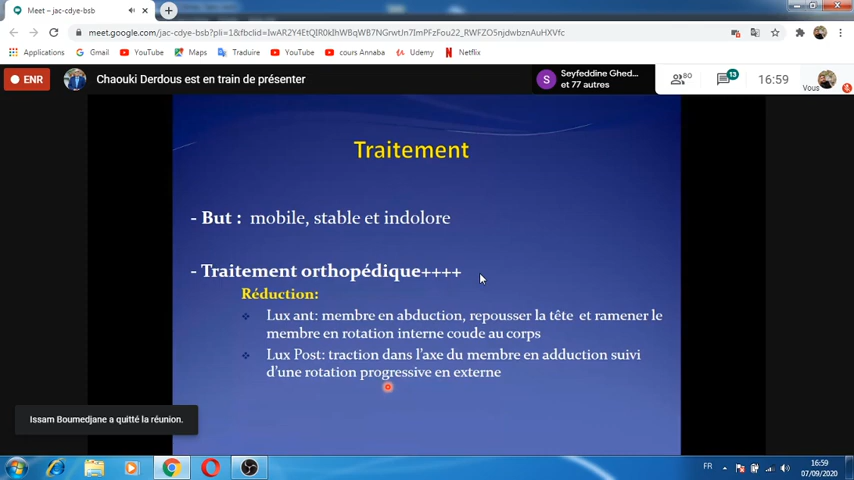 Meet – jac-cdye-bsb
meet.google.com/jac-cdye-bsb?pli=1&fbclid=IwAR2Y4EtQIR0kIhWBqWB7NGrwtJn7ImPFzFou22_RWFZO5njdwbznAuHXVfc
Applications Gmail YouTube Maps Traduire YouTube cours Annaba Udemy Netflix
ENR
Chaouki Derdous est en train de présenter
S
Seyfeddine Ghed...
et 77 autres
80
13
16:59
Vous
Traitement
- But : mobile, stable et indolore
- Traitement orthopédique++++
Réduction:
❖ Lux ant: membre en abduction, repousser la tête et ramener le
membre en rotation interne coude au corps
❖ Lux Post: traction dans l'axe du membre en adduction suivi
d'une rotation progressive en externe
Issam Boumedjane a quitté la réunion.
FR
16:59
07/09/2020